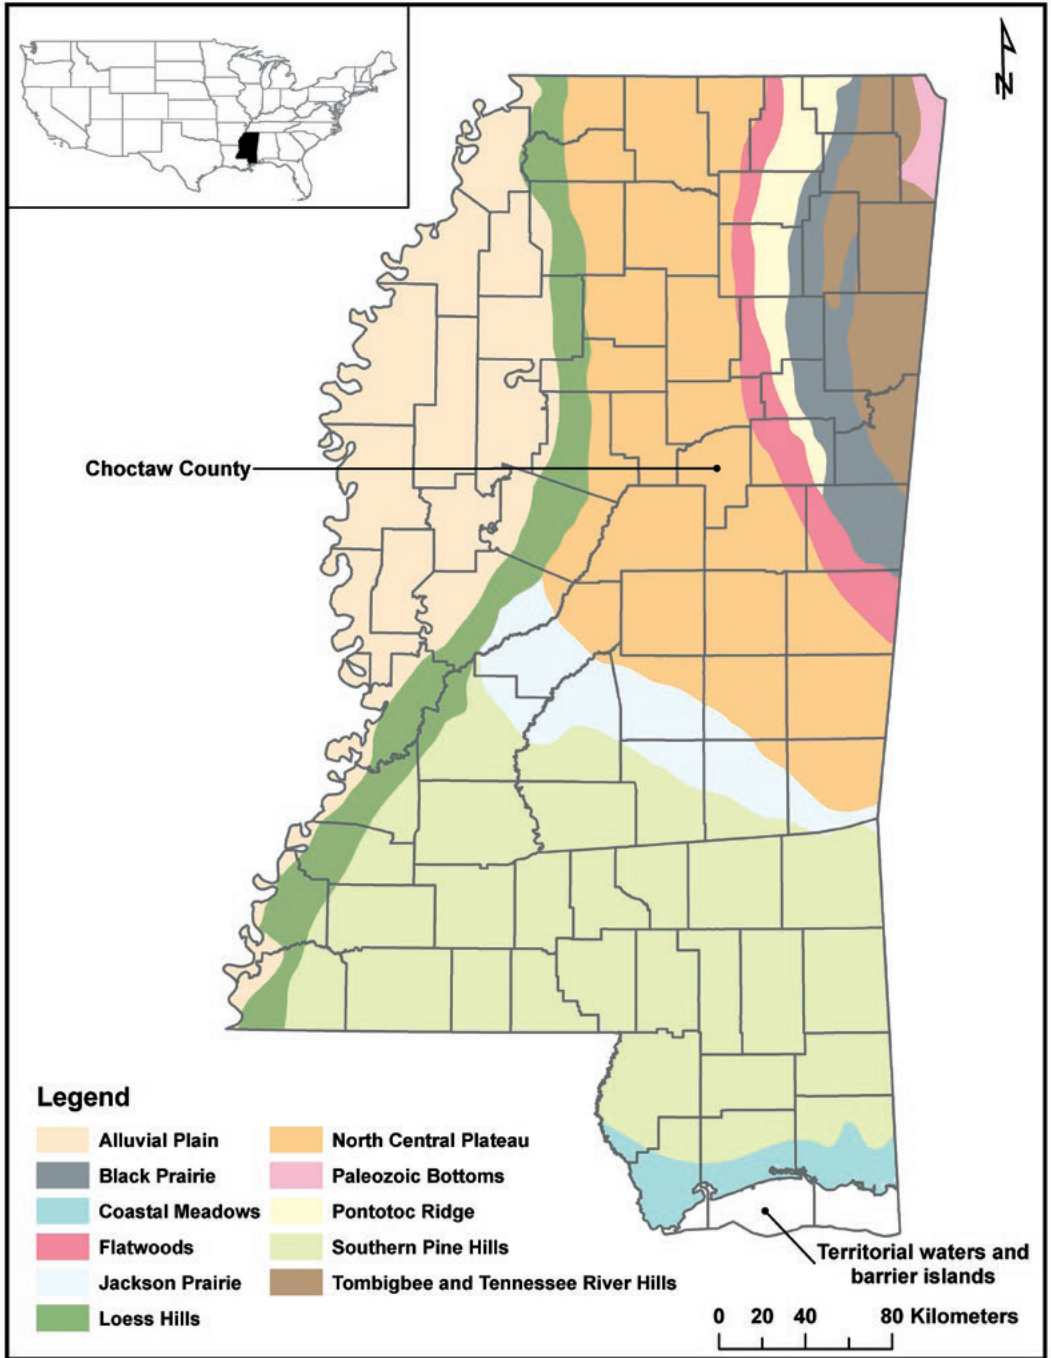 N
Choctaw County
Legend
Alluvial Plain
Black Prairie
Coastal Meadows
Flatwoods
Jackson Prairie
Loess Hills
North Central Plateau
Paleozoic Bottoms
Pontotoc Ridge
Southern Pine Hills
Tombigbee and Tennessee River Hills
Territorial waters and
barrier islands
0 20 40 80 Kilometers